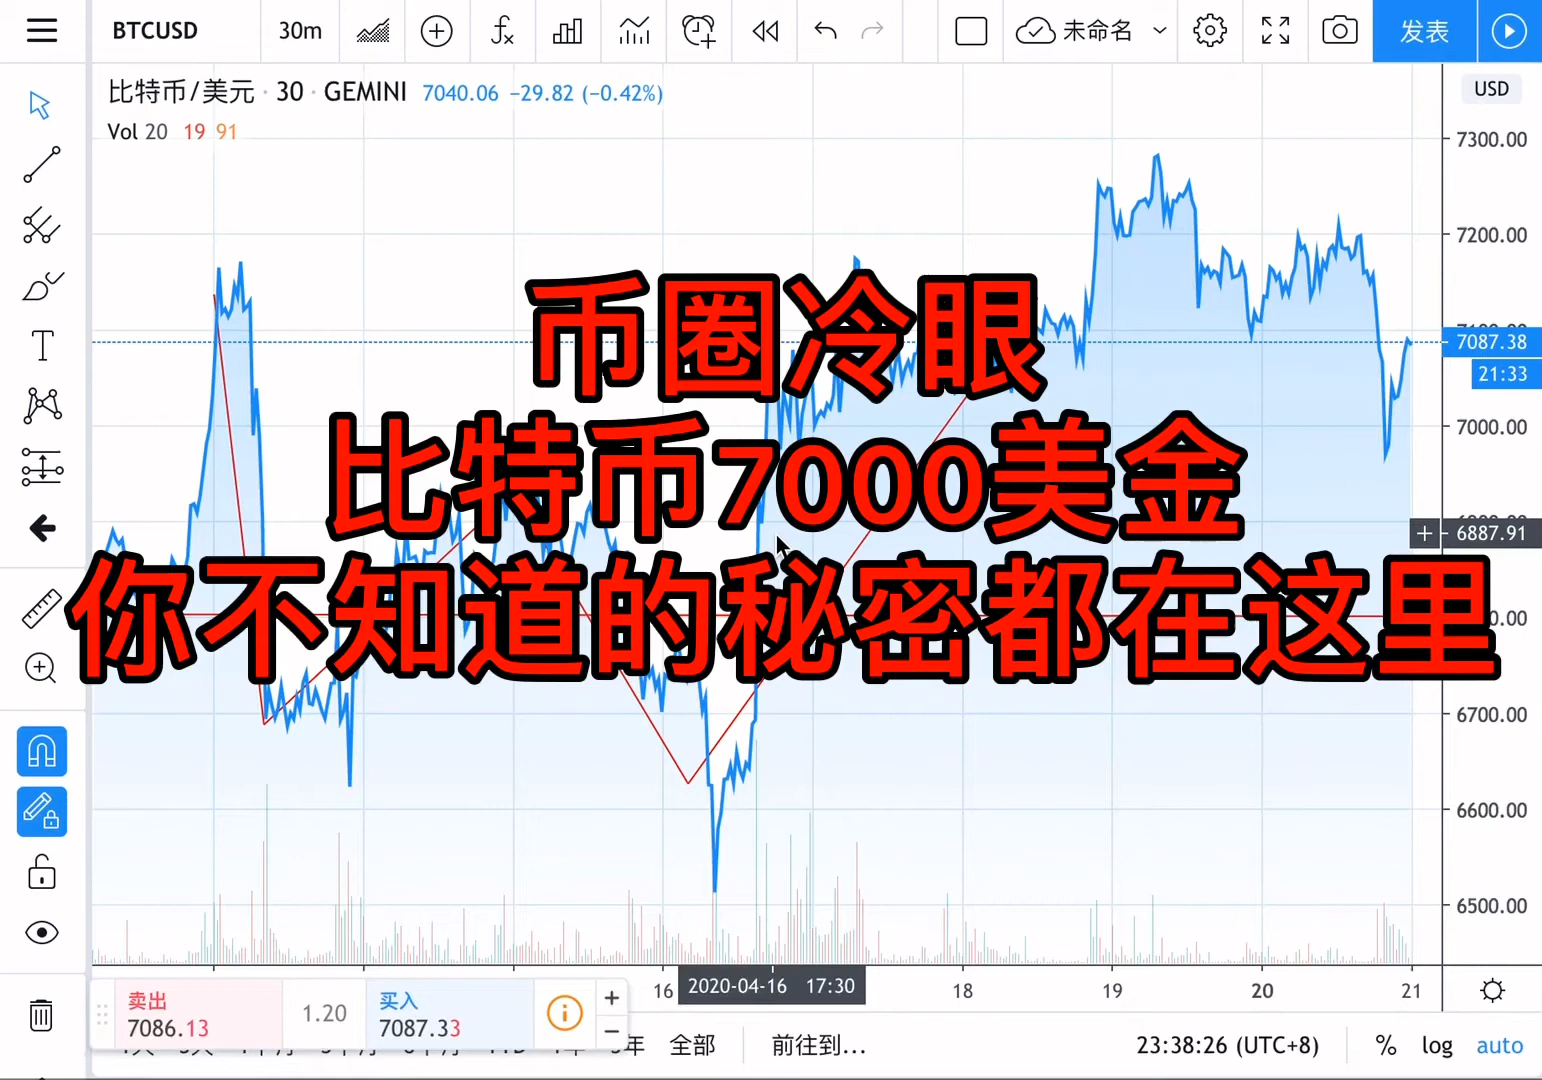 BTCUSD 30m 未命名 发表
比特币/美元 · 30 · GEMINI 7040.06 −29.82 (−0.42%)
USD
Vol 20 19 91
7300.00
7200.00
7087.38
21:33
7000.00
6887.91
6700.00
6600.00
6500.00
币圈冷眼
比特币7000美金
你不知道的秘密都在这里
16 2020-04-16 17:30 18 19 20 21
卖出 7086.13 1.20 买入 7087.33
全部 前往到... 23:38:26 (UTC+8) % log auto